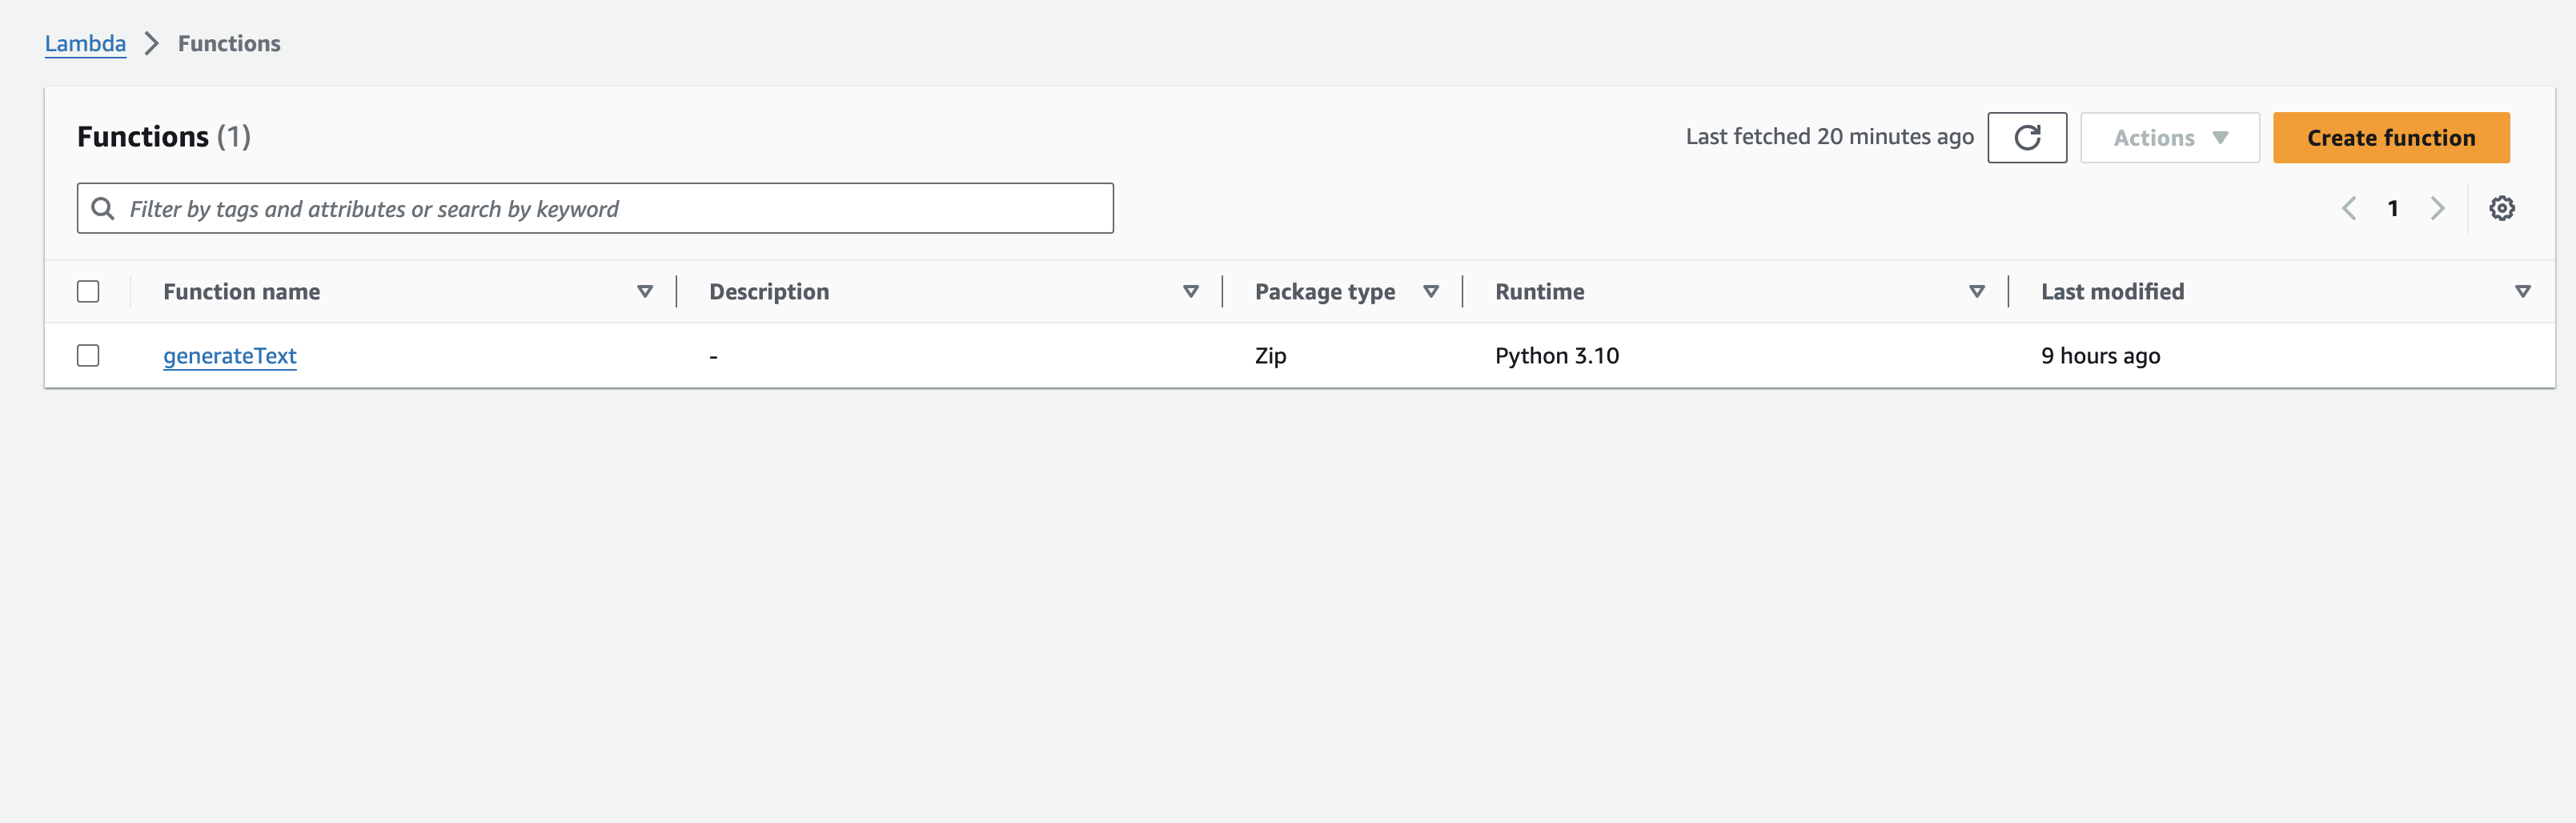 Lambda > Functions
Functions (1) Last fetched 20 minutes ago Actions Create function
Filter by tags and attributes or search by keyword 1
Function name Description Package type Runtime Last modified
generateText - Zip Python 3.10 9 hours ago